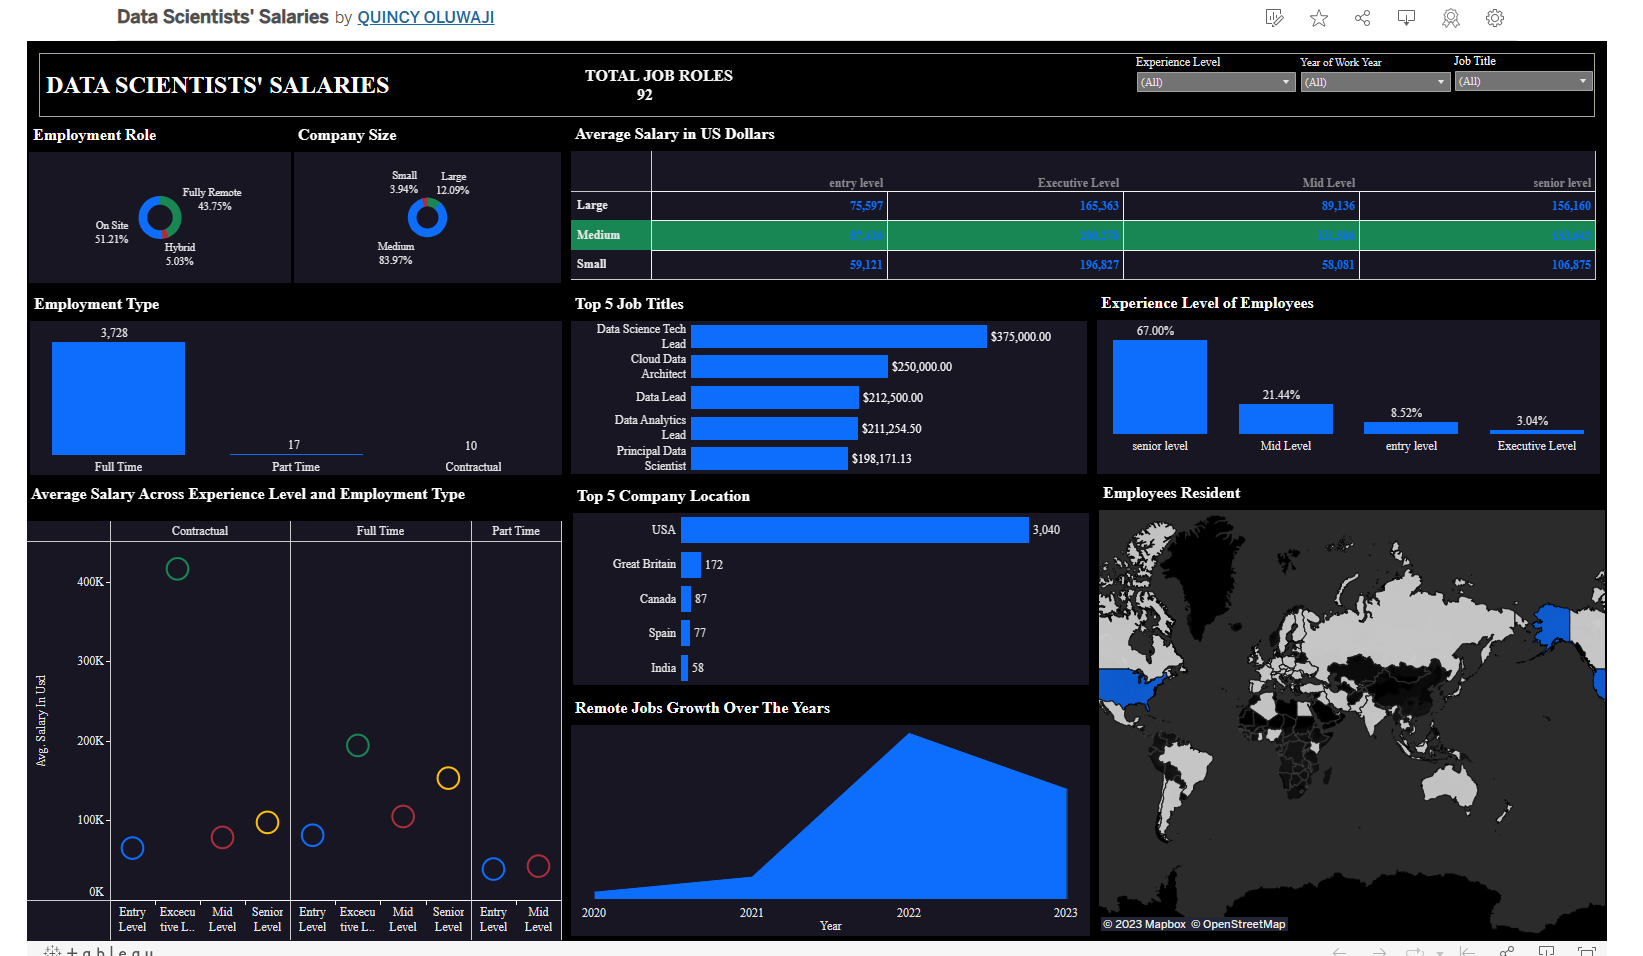 Data Scientists' Salaries by QUINCY OLUWAJI
DATA SCIENTISTS' SALARIES
TOTAL JOB ROLES
92
Experience Level
(All)
Year of Work Year
(All)
Job Title
(All)
Employment Role
Fully Remote
43.75%
On Site
51.21%
Hybrid
5.03%
Company Size
Small
3.94%
Large
12.09%
Medium
83.97%
Average Salary in US Dollars
entry level Executive Level Mid Level senior level
Large 75,597 165,363 89,136 156,160
Medium
Small 59,121 196,827 58,081 106,875
Employment Type
3,728
17
10
Full Time Part Time Contractual
Top 5 Job Titles
Data Science Tech
Lead
$375,000.00
Cloud Data
Architect
$250,000.00
Data Lead $212,500.00
Data Analytics
Lead
$211,254.50
Principal Data
Scientist
$198,171.13
Experience Level of Employees
67.00%
21.44%
8.52%
3.04%
senior level Mid Level entry level Executive Level
Average Salary Across Experience Level and Employment Type
Contractual Full Time Part Time
Avg. Salary In Usd
400K
300K
200K
100K
0K
Entry
Level
Excecu
tive L..
Mid
Level
Senior
Level
Entry
Level
Excecu
tive L..
Mid
Level
Senior
Level
Entry
Level
Mid
Level
Top 5 Company Location
USA 3,040
Great Britain 172
Canada 87
Spain 77
India 58
Remote Jobs Growth Over The Years
2020 2021 2022 2023
Year
Employees Resident
© 2023 Mapbox © OpenStreetMap
+ a b l e a u